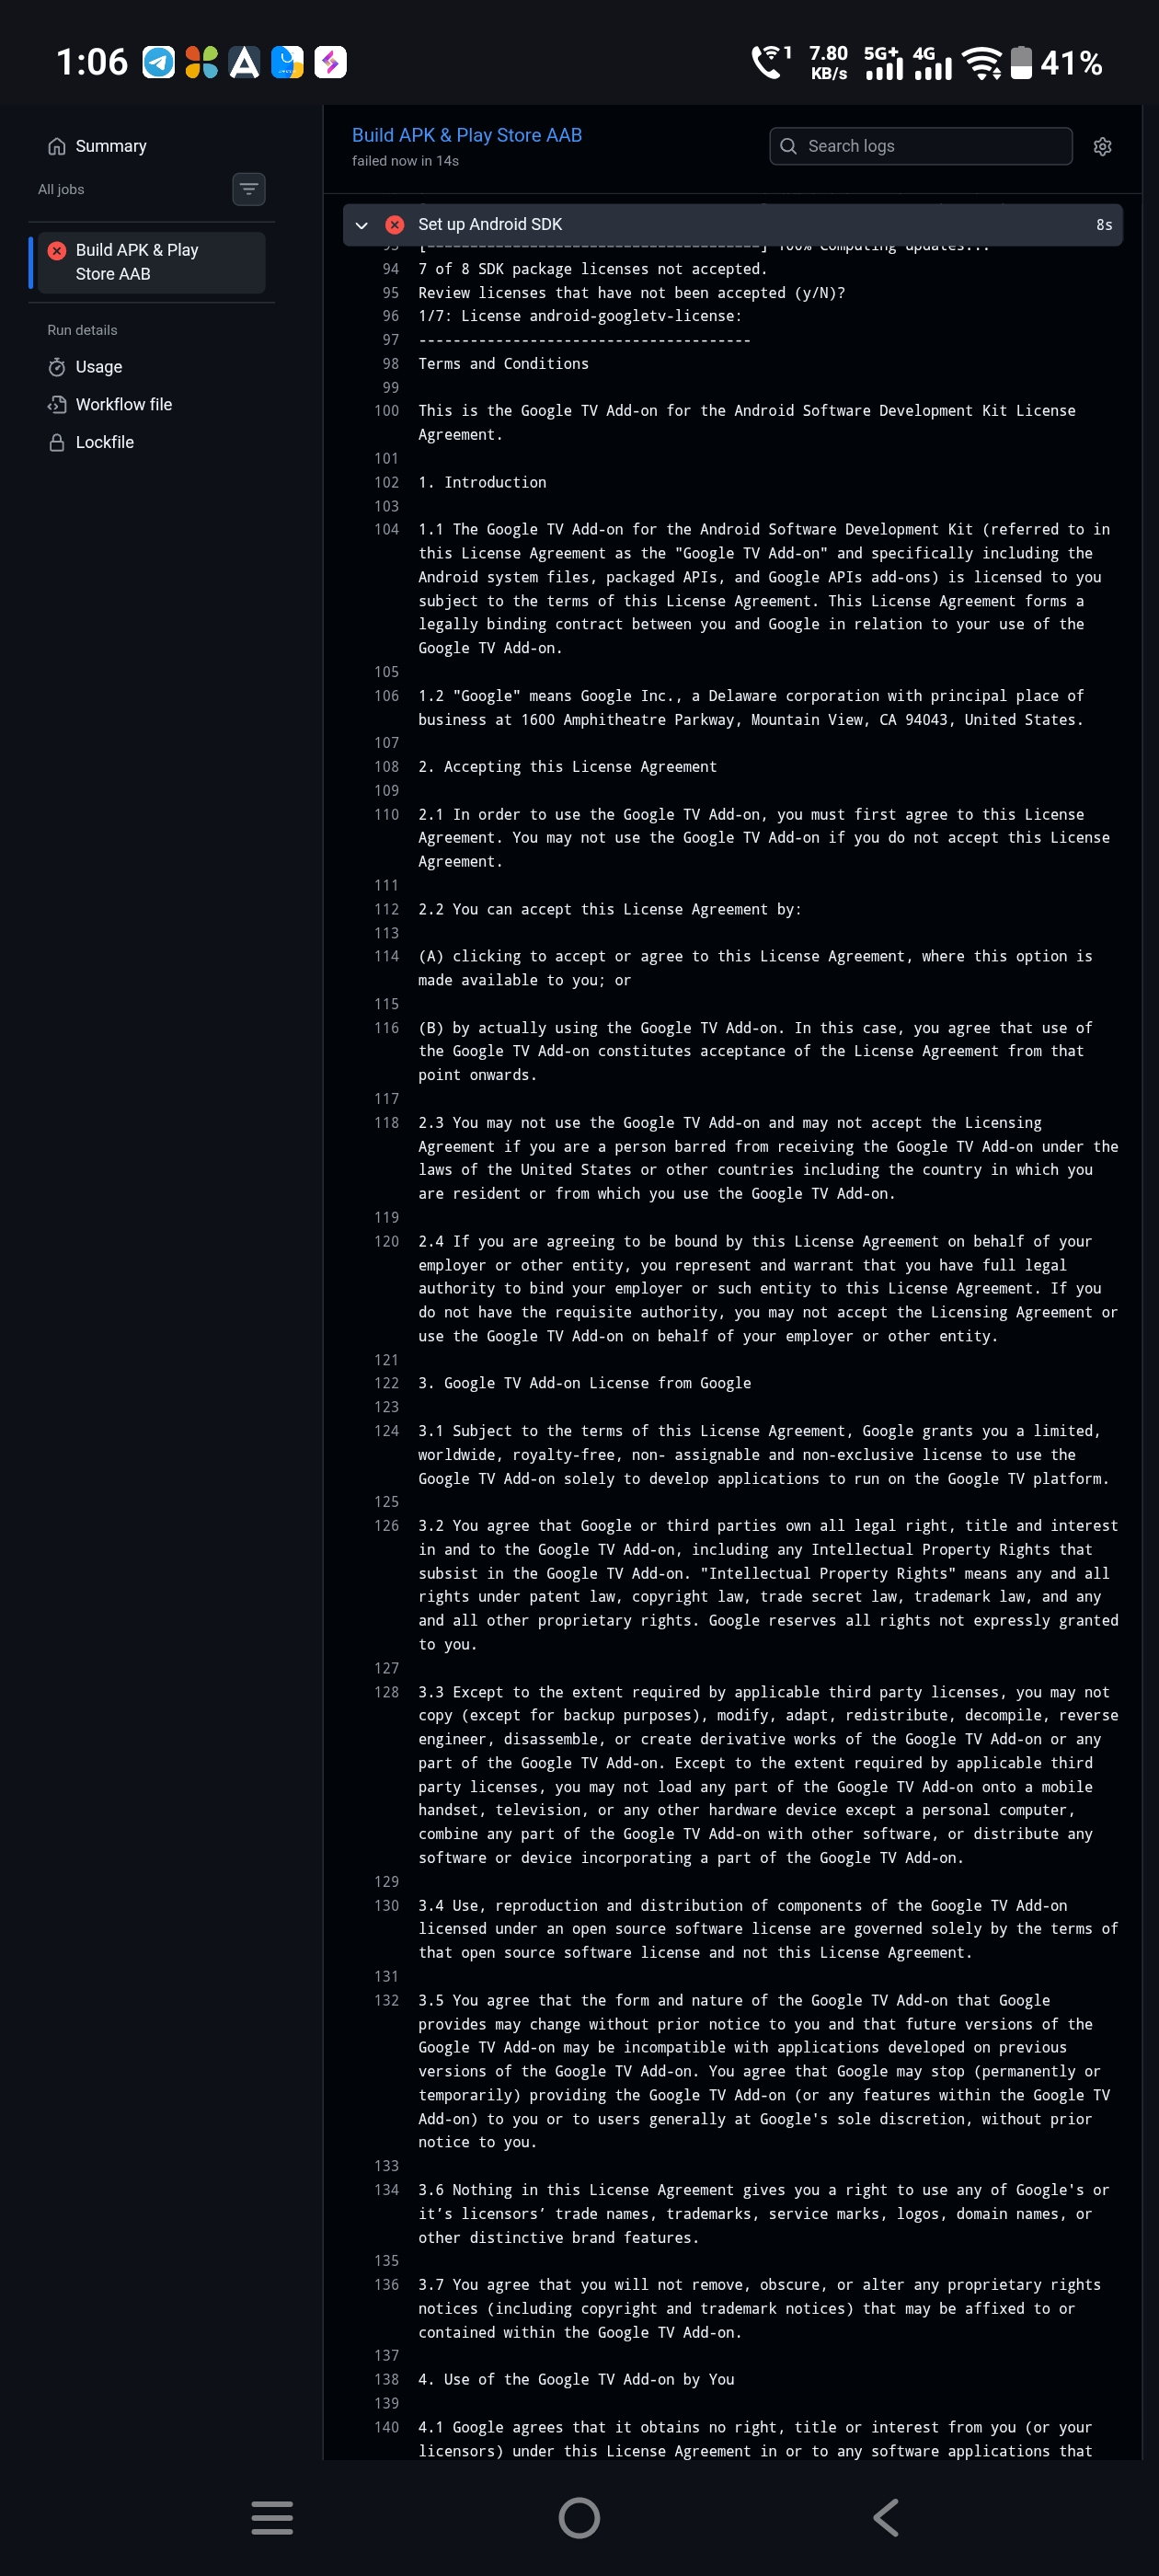 1:06
1
7.80 KB/s
5G+
4G
41%
Summary
All jobs
Build APK & Play
Store AAB
Run details
Usage
Workflow file
Lockfile
Build APK & Play Store AAB
failed now in 14s
Search logs
Set up Android SDK 8s
93 [---------------------------------------] 100% Computing updates...
94 7 of 8 SDK package licenses not accepted.
95 Review licenses that have not been accepted (y/N)?
96 1/7: License android-googletv-license:
97 ---------------------------------------
98 Terms and Conditions
99
100 This is the Google TV Add-on for the Android Software Development Kit License
Agreement.
101
102 1. Introduction
103
104 1.1 The Google TV Add-on for the Android Software Development Kit (referred to in
this License Agreement as the "Google TV Add-on" and specifically including the
Android system files, packaged APIs, and Google APIs add-ons) is licensed to you
subject to the terms of this License Agreement. This License Agreement forms a
legally binding contract between you and Google in relation to your use of the
Google TV Add-on.
105
106 1.2 "Google" means Google Inc., a Delaware corporation with principal place of
business at 1600 Amphitheatre Parkway, Mountain View, CA 94043, United States.
107
108 2. Accepting this License Agreement
109
110 2.1 In order to use the Google TV Add-on, you must first agree to this License
Agreement. You may not use the Google TV Add-on if you do not accept this License
Agreement.
111
112 2.2 You can accept this License Agreement by:
113
114 (A) clicking to accept or agree to this License Agreement, where this option is
made available to you; or
115
116 (B) by actually using the Google TV Add-on. In this case, you agree that use of
the Google TV Add-on constitutes acceptance of the License Agreement from that
point onwards.
117
118 2.3 You may not use the Google TV Add-on and may not accept the Licensing
Agreement if you are a person barred from receiving the Google TV Add-on under the
laws of the United States or other countries including the country in which you
are resident or from which you use the Google TV Add-on.
119
120 2.4 If you are agreeing to be bound by this License Agreement on behalf of your
employer or other entity, you represent and warrant that you have full legal
authority to bind your employer or such entity to this License Agreement. If you
do not have the requisite authority, you may not accept the Licensing Agreement or
use the Google TV Add-on on behalf of your employer or other entity.
121
122 3. Google TV Add-on License from Google
123
124 3.1 Subject to the terms of this License Agreement, Google grants you a limited,
worldwide, royalty-free, non- assignable and non-exclusive license to use the
Google TV Add-on solely to develop applications to run on the Google TV platform.
125
126 3.2 You agree that Google or third parties own all legal right, title and interest
in and to the Google TV Add-on, including any Intellectual Property Rights that
subsist in the Google TV Add-on. "Intellectual Property Rights" means any and all
rights under patent law, copyright law, trade secret law, trademark law, and any
and all other proprietary rights. Google reserves all rights not expressly granted
to you.
127
128 3.3 Except to the extent required by applicable third party licenses, you may not
copy (except for backup purposes), modify, adapt, redistribute, decompile, reverse
engineer, disassemble, or create derivative works of the Google TV Add-on or any
part of the Google TV Add-on. Except to the extent required by applicable third
party licenses, you may not load any part of the Google TV Add-on onto a mobile
handset, television, or any other hardware device except a personal computer,
combine any part of the Google TV Add-on with other software, or distribute any
software or device incorporating a part of the Google TV Add-on.
129
130 3.4 Use, reproduction and distribution of components of the Google TV Add-on
licensed under an open source software license are governed solely by the terms of
that open source software license and not this License Agreement.
131
132 3.5 You agree that the form and nature of the Google TV Add-on that Google
provides may change without prior notice to you and that future versions of the
Google TV Add-on may be incompatible with applications developed on previous
versions of the Google TV Add-on. You agree that Google may stop (permanently or
temporarily) providing the Google TV Add-on (or any features within the Google TV
Add-on) to you or to users generally at Google's sole discretion, without prior
notice to you.
133
134 3.6 Nothing in this License Agreement gives you a right to use any of Google's or
it’s licensors’ trade names, trademarks, service marks, logos, domain names, or
other distinctive brand features.
135
136 3.7 You agree that you will not remove, obscure, or alter any proprietary rights
notices (including copyright and trademark notices) that may be affixed to or
contained within the Google TV Add-on.
137
138 4. Use of the Google TV Add-on by You
139
140 4.1 Google agrees that it obtains no right, title or interest from you (or your
licensors) under this License Agreement in or to any software applications that